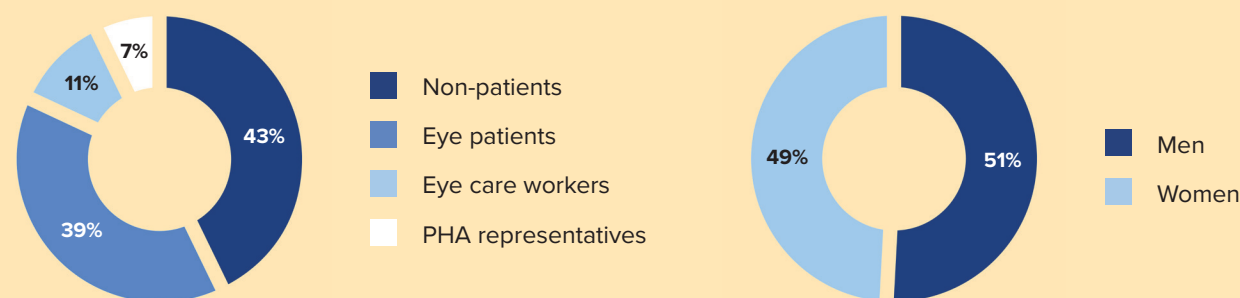 7%
11%
43%
39%
Non-patients
Eye patients
Eye care workers
PHA representatives
49%
51%
Men
Women